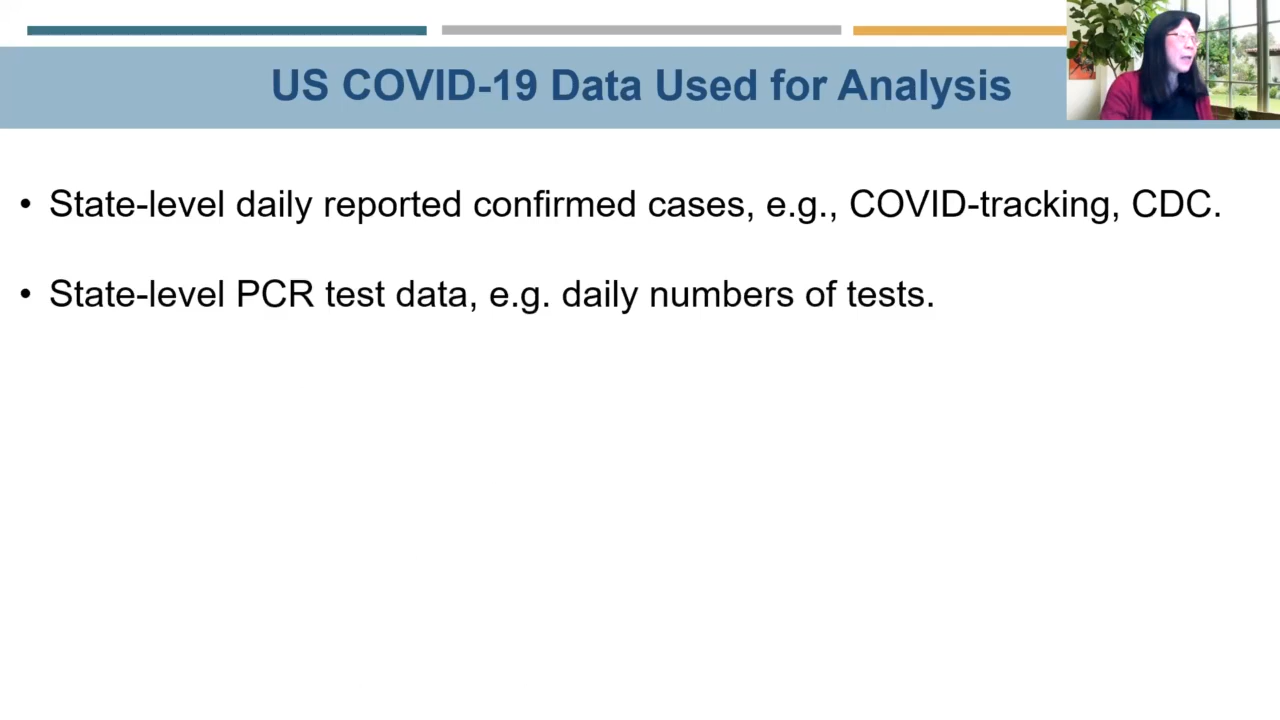 US COVID-19 Data Used for Analysis
• State-level daily reported confirmed cases, e.g., COVID-tracking, CDC.
• State-level PCR test data, e.g. daily numbers of tests.